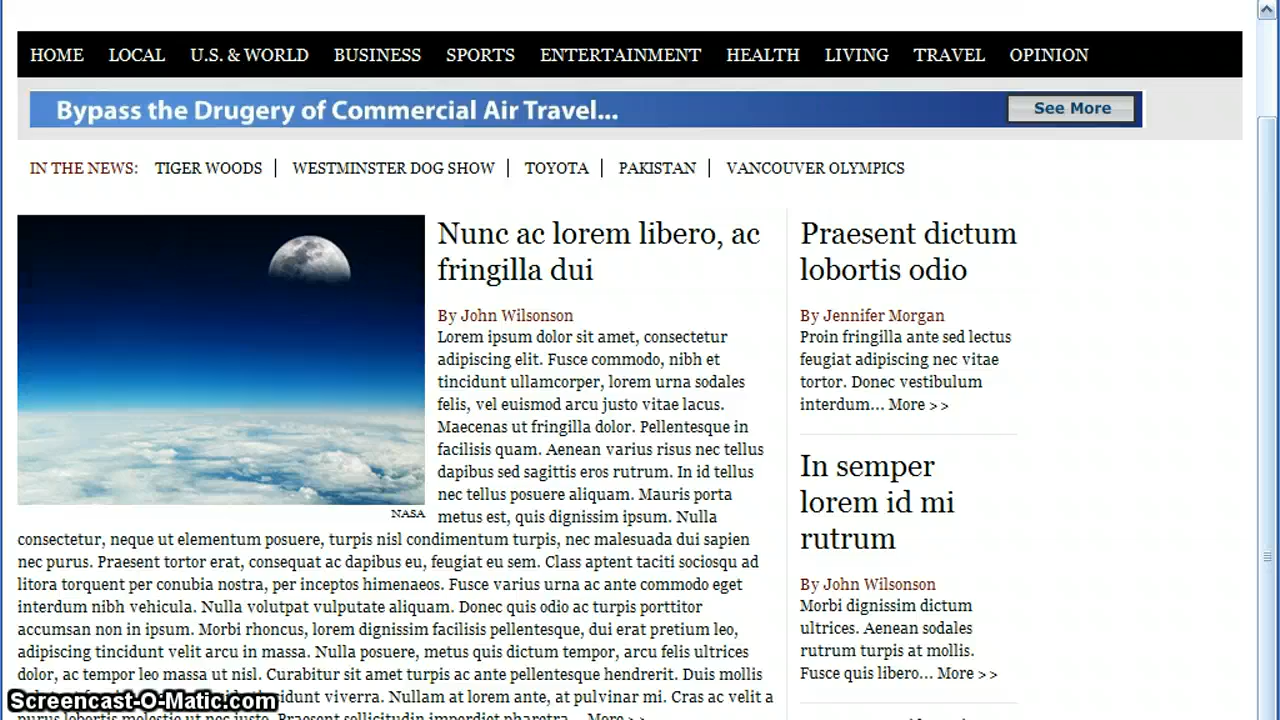 HOME LOCAL U.S. & WORLD BUSINESS SPORTS ENTERTAINMENT HEALTH LIVING TRAVEL OPINION
Bypass the Drugery of Commercial Air Travel... See More
IN THE NEWS: TIGER WOODS | WESTMINSTER DOG SHOW | TOYOTA | PAKISTAN | VANCOUVER OLYMPICS
Nunc ac lorem libero, ac
fringilla dui
By John Wilsonson
Lorem ipsum dolor sit amet, consectetur
adipiscing elit. Fusce commodo, nibh et
tincidunt ullamcorper, lorem urna sodales
felis, vel euismod arcu justo vitae lacus.
Maecenas ut fringilla dolor. Pellentesque in
facilisis quam. Aenean varius risus nec tellus
dapibus sed sagittis eros rutrum. In id tellus
nec tellus posuere aliquam. Mauris porta
NASA
metus est, quis dignissim ipsum. Nulla
consectetur, neque ut elementum posuere, turpis nisl condimentum turpis, nec malesuada dui sapien
nec purus. Praesent tortor erat, consequat ac dapibus eu, feugiat eu sem. Class aptent taciti sociosqu ad
litora torquent per conubia nostra, per inceptos himenaeos. Fusce varius urna ac ante commodo eget
interdum nibh vehicula. Nulla volutpat vulputate aliquam. Donec quis odio ac turpis porttitor
accumsan non in ipsum. Morbi rhoncus, lorem dignissim facilisis pellentesque, dui erat pretium leo,
adipiscing tincidunt velit arcu in massa. Nulla posuere, metus quis dictum tempor, arcu felis ultrices
dolor, ac tempor leo massa ut nisl. Curabitur sit amet turpis ac ante pellentesque hendrerit. Duis mollis
tincidunt viverra. Nullam at lorem ante, at pulvinar mi. Cras ac velit a
purus lobortis molestie ut nec justo. Praesent sollicitudin imperdiet pharetra... More >>
Praesent dictum
lobortis odio
By Jennifer Morgan
Proin fringilla ante sed lectus
feugiat adipiscing nec vitae
tortor. Donec vestibulum
interdum... More >>
In semper
lorem id mi
rutrum
By John Wilsonson
Morbi dignissim dictum
ultrices. Aenean sodales
rutrum turpis at mollis.
Fusce quis libero... More >>
Screencast-O-Matic.com